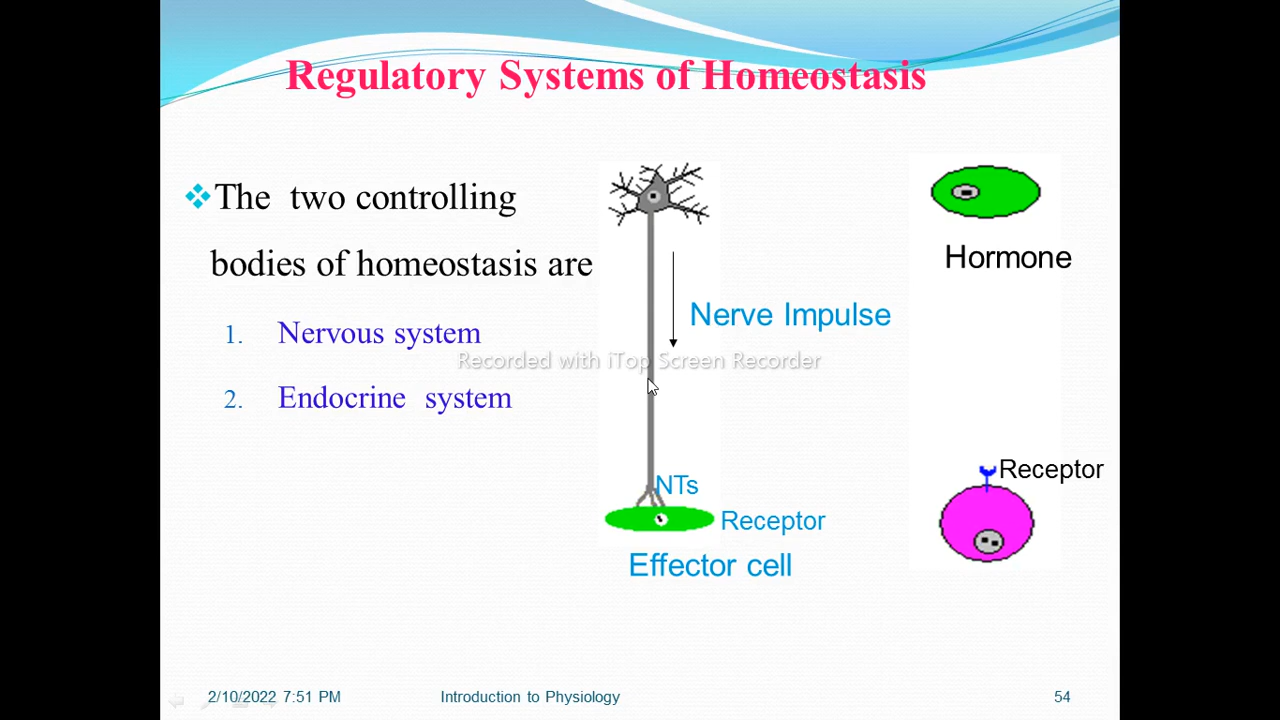 Regulatory Systems of Homeostasis
The two controlling
bodies of homeostasis are
1. Nervous system
2. Endocrine system
Hormone
Nerve Impulse
Recorded with iTop Screen Recorder
NTs
Receptor
Receptor
Effector cell
2/10/2022 7:51 PM
Introduction to Physiology
54